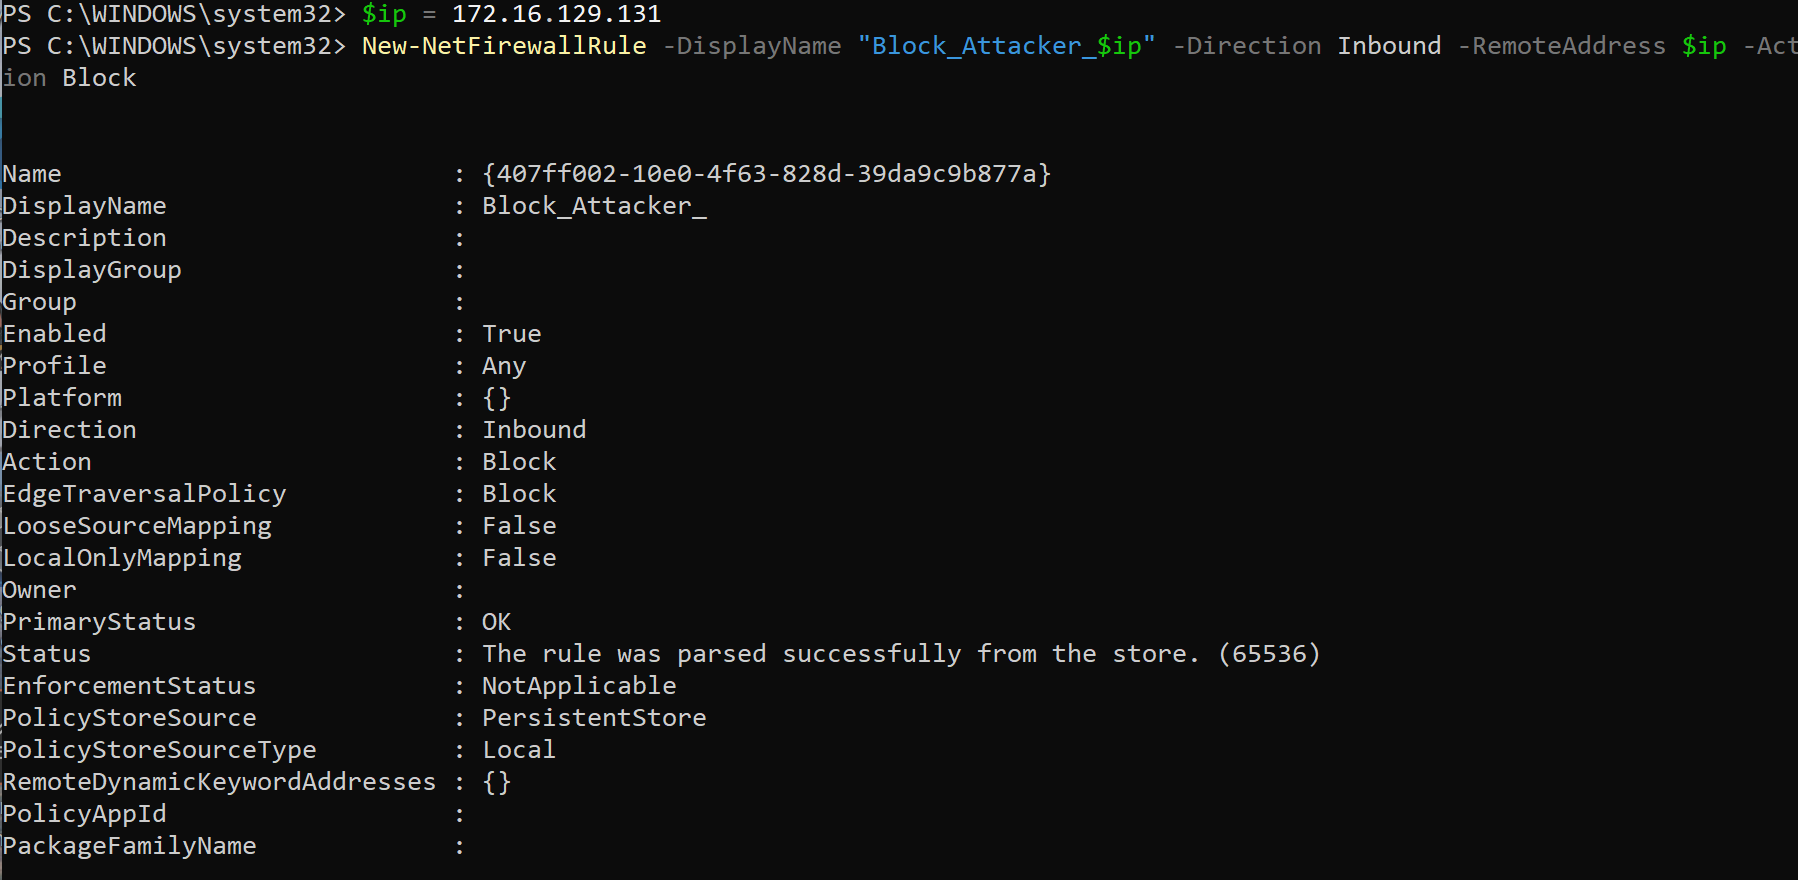 PS C:\WINDOWS\system32> $ip = 172.16.129.131
PS C:\WINDOWS\system32> New-NetFirewallRule -DisplayName "Block_Attacker_$ip" -Direction Inbound -RemoteAddress $ip -Act
ion Block
Name : {407ff002-10e0-4f63-828d-39da9c9b877a}
DisplayName : Block_Attacker_
Description :
DisplayGroup :
Group :
Enabled : True
Profile : Any
Platform : {}
Direction : Inbound
Action : Block
EdgeTraversalPolicy : Block
LooseSourceMapping : False
LocalOnlyMapping : False
Owner :
PrimaryStatus : OK
Status : The rule was parsed successfully from the store. (65536)
EnforcementStatus : NotApplicable
PolicyStoreSource : PersistentStore
PolicyStoreSourceType : Local
RemoteDynamicKeywordAddresses : {}
PolicyAppId :
PackageFamilyName :